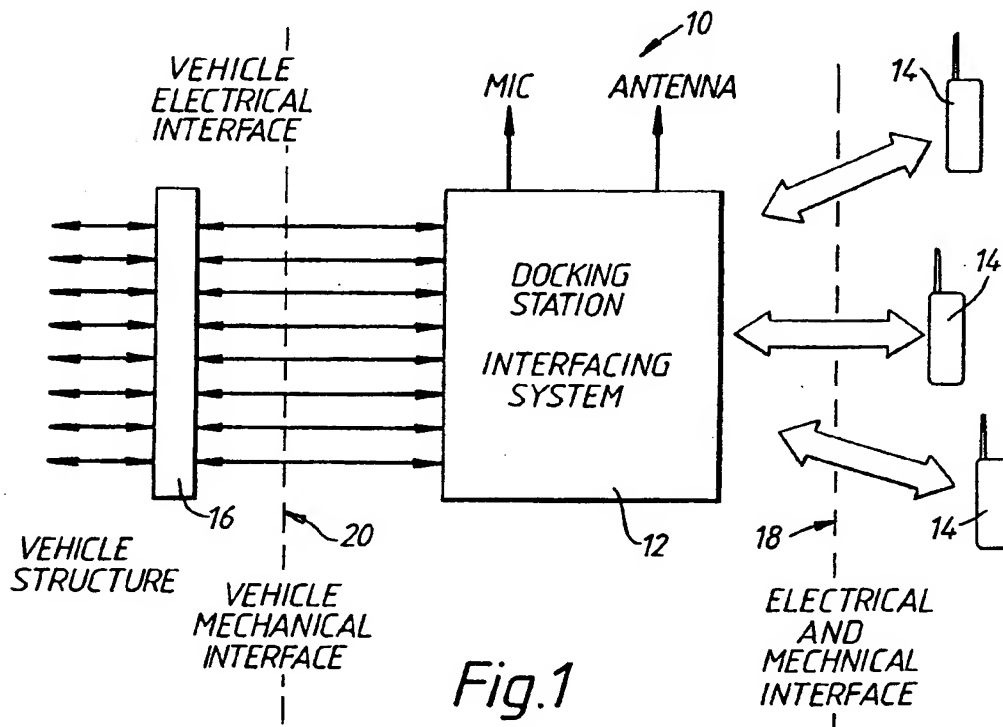 10
VEHICLE
ELECTRICAL
INTERFACE
MIC
ANTENNA
14
DOCKING
STATION
INTERFACING
SYSTEM
14
16
20
12
18
14
VEHICLE
STRUCTURE
VEHICLE
MECHANICAL
INTERFACE
ELECTRICAL
AND
MECHNICAL
INTERFACE
Fig.1